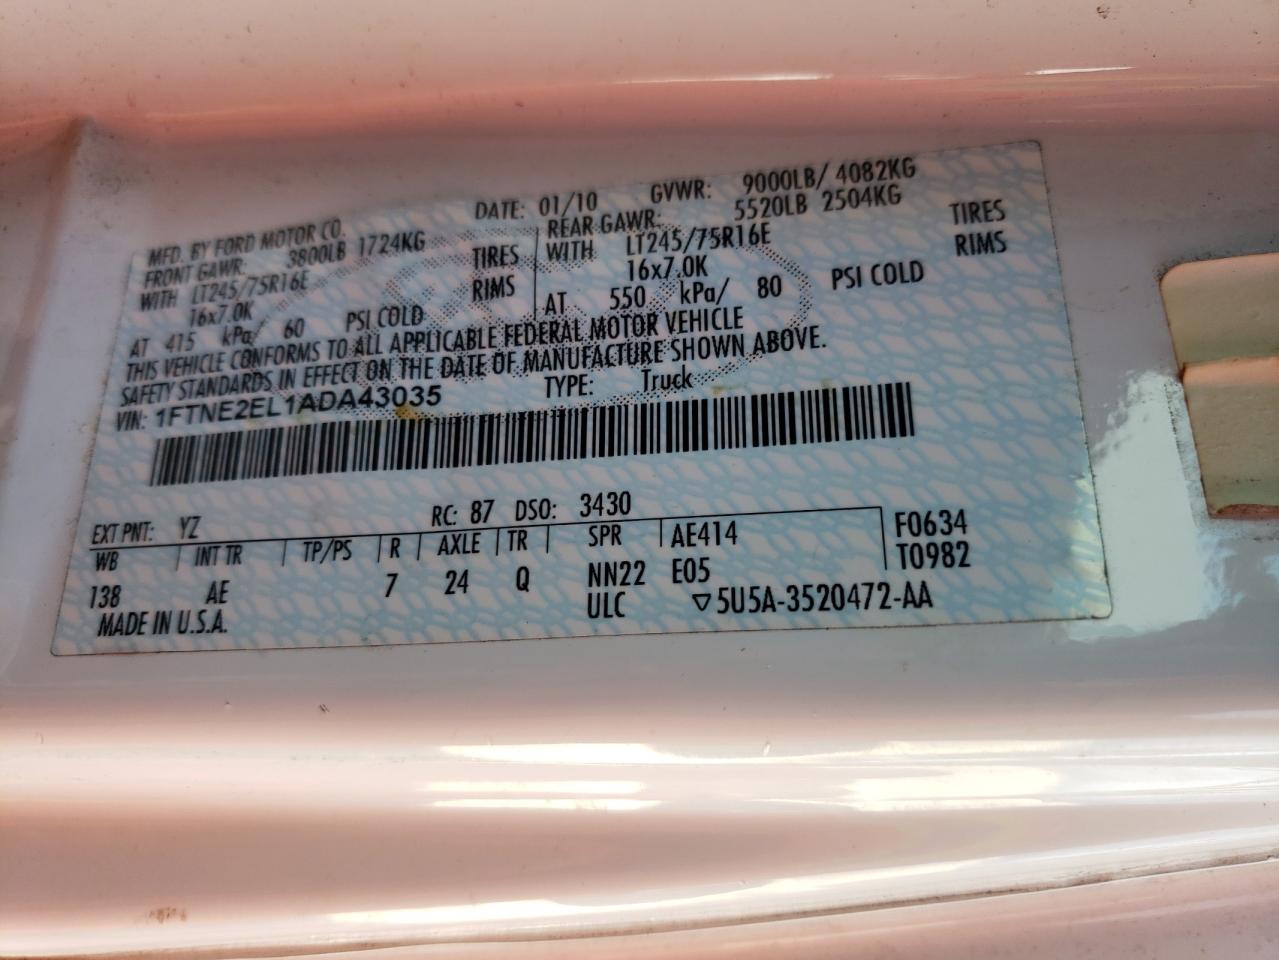 MFD. BY FORD MOTOR CO. DATE: 01/10 GVWR: 9000LB/ 4082KG
FRONT GAWR: 3800LB 1724KG REAR GAWR: 5520LB 2504KG
WITH LT245/75R16E TIRES WITH LT245/75R16E TIRES
16x7.0K RIMS 16x7.0K RIMS
AT 415 kPa/ 60 PSI COLD AT 550 kPa/ 80 PSI COLD
THIS VEHICLE CONFORMS TO ALL APPLICABLE FEDERAL MOTOR VEHICLE
SAFETY STANDARDS IN EFFECT ON THE DATE OF MANUFACTURE SHOWN ABOVE.
VIN: 1FTNE2EL1ADA43035 TYPE: Truck
EXT PNT: YZ RC: 87 DSO: 3430
WB INT TR TP/PS R AXLE TR SPR AE414 F0634
138 AE 7 24 Q NN22 E05 T0982
MADE IN U.S.A. ULC ▽5U5A-3520472-AA